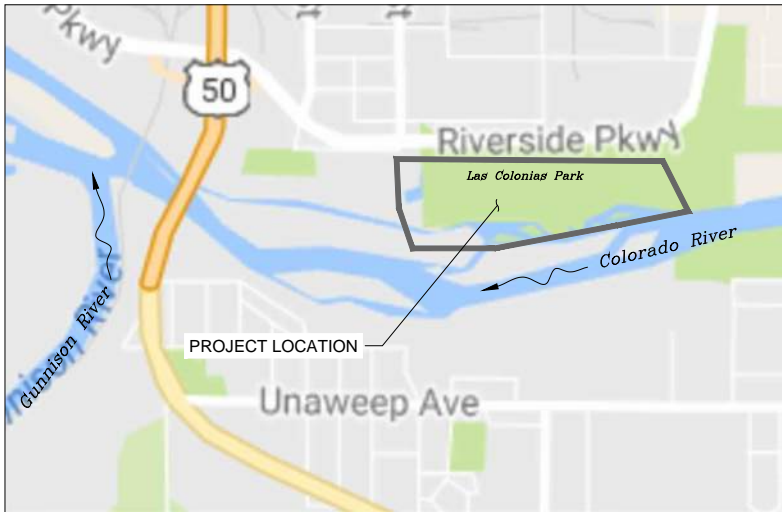 Pkwy
50
Riverside Pkwy
Las Colonias Park
Colorado River
Gunnison River
PROJECT LOCATION
Unaweep Ave